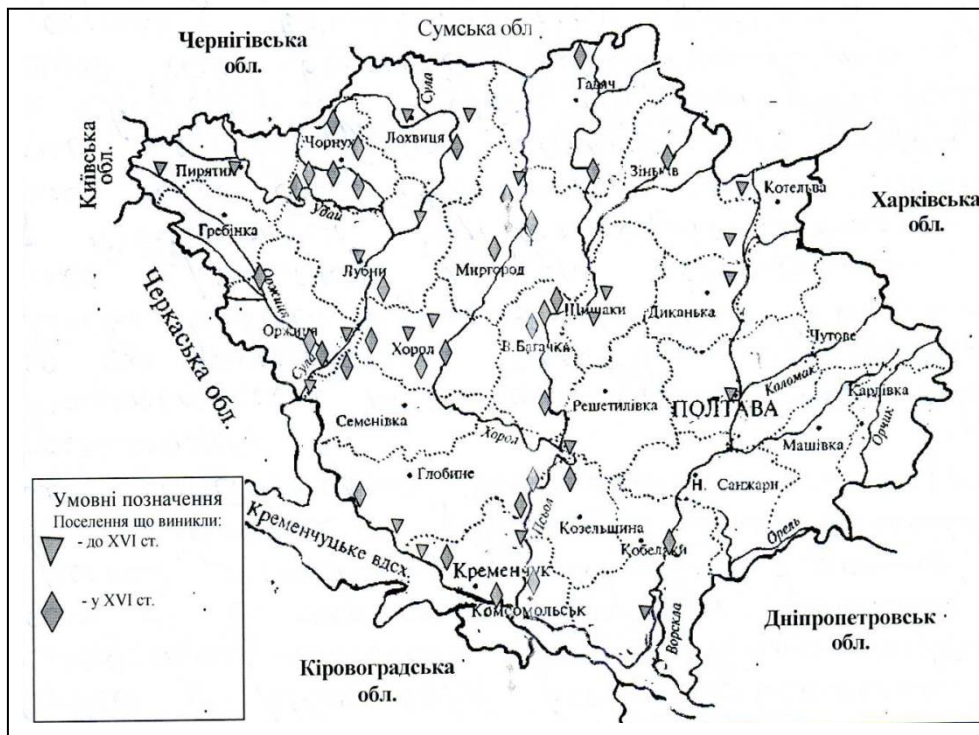 Сумська обл
Чернігівська
обл.
Гадяч
Сула
Лохвиця
Чорнухи
Київська
обл.
Пирятин
Зіньків
Котельва
Харківська
обл.
Удай
Гребінка
Лубни
Миргород
Оржиця
Черкаська обл.
Шишаки
Диканька
Чутове
Оржиця
Хорол
В.Багачка
Сула
Коломак
Карлівка
Семенівка
Решетилівка
ПОЛТАВА
Машівка
Орчик
Хорол
Глобине
Н. Санжари
Псьол
Козельщина
Кобеляки
Орель
Умовні позначення
Поселення що виникли:
- до XVI ст.
- у XVI ст.
Кременчуцьке вдсх
Кременчук
Комсомольськ
Ворскла
Дніпропетровськ
обл.
Кіровоградська
обл.